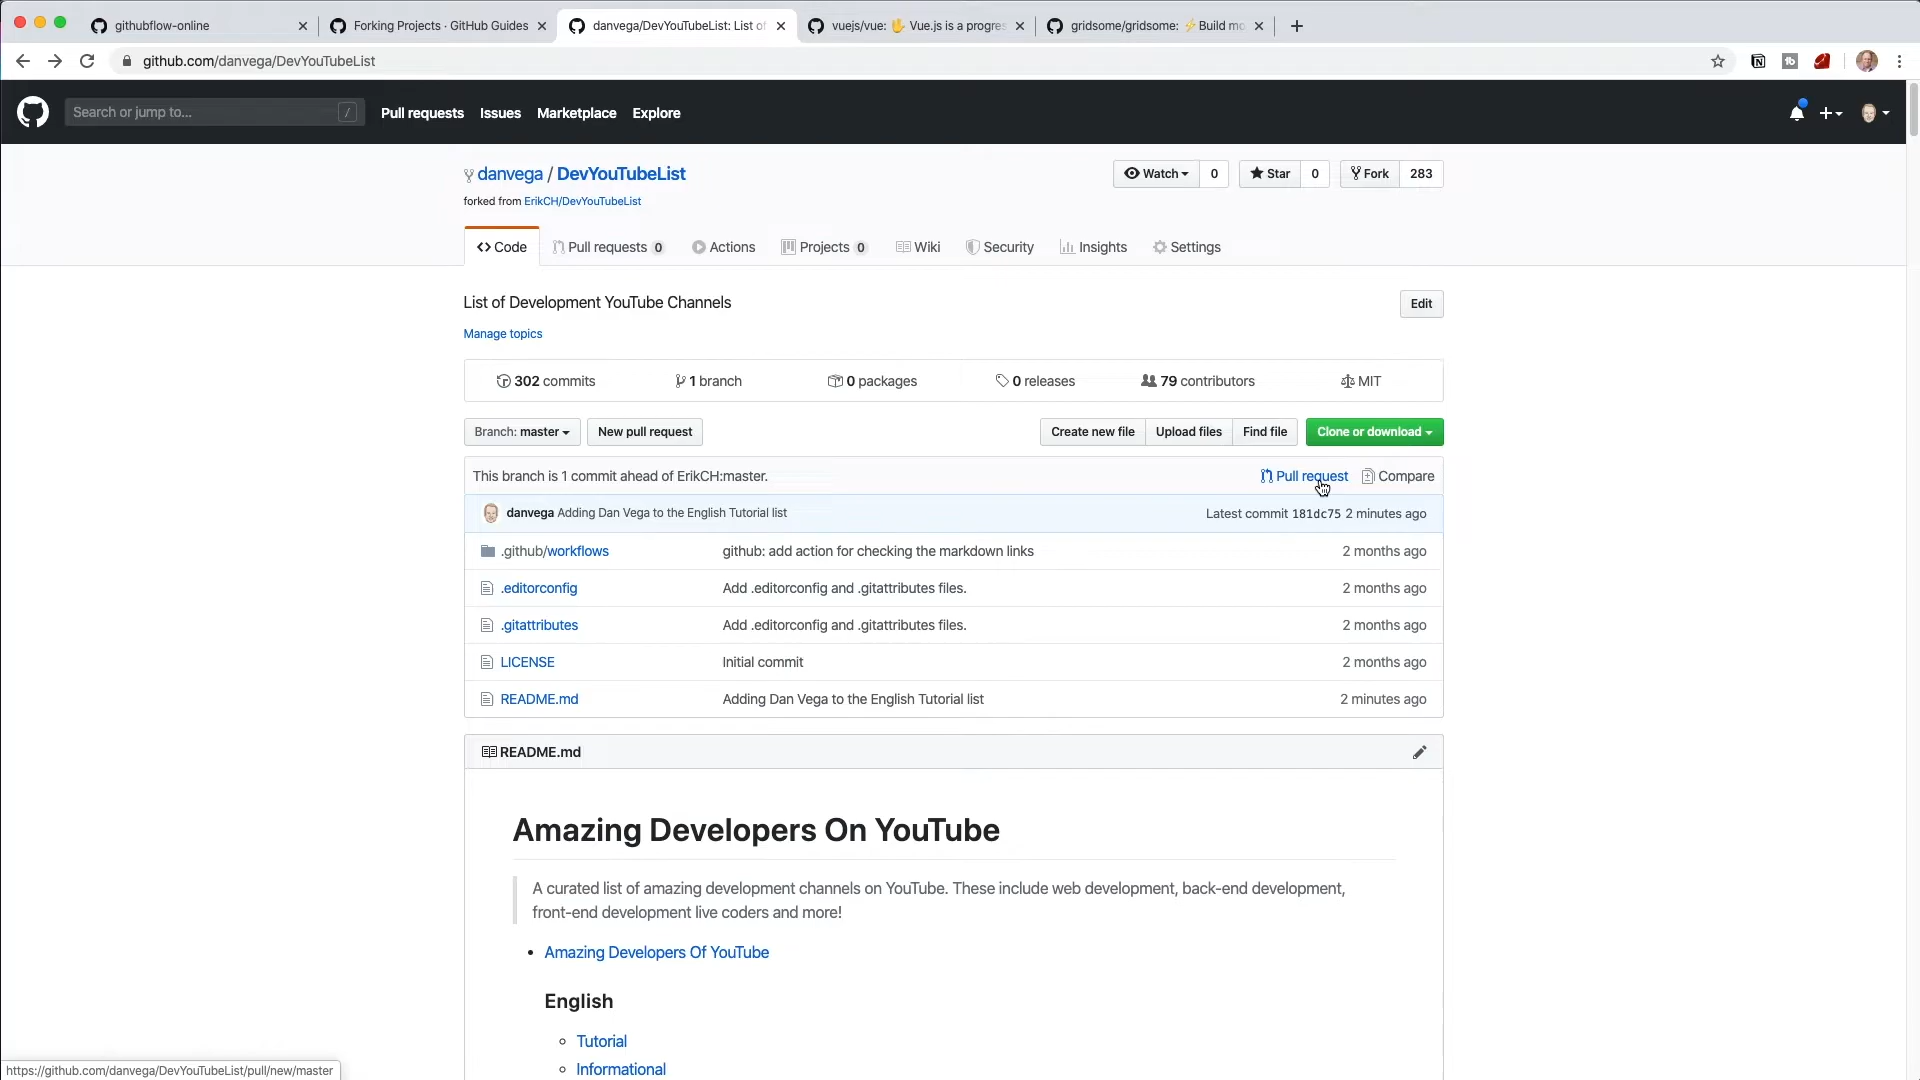 githubflow-online
Forking Projects · GitHub Guides
danvega/DevYouTubeList: List of
vuejs/vue: 🖖 Vue.js is a progres
gridsome/gridsome: ⚡️Build mo
github.com/danvega/DevYouTubeList
Search or jump to... /
Pull requests Issues Marketplace Explore
danvega / DevYouTubeList
Watch 0 Star 0 Fork 283
forked from ErikCH/DevYouTubeList
Code Pull requests 0 Actions Projects 0 Wiki Security Insights Settings
List of Development YouTube Channels
Edit
Manage topics
302 commits 1 branch 0 packages 0 releases 79 contributors MIT
Branch: master New pull request Create new file Upload files Find file Clone or download
This branch is 1 commit ahead of ErikCH:master. Pull request Compare
danvega Adding Dan Vega to the English Tutorial list Latest commit 181dc75 2 minutes ago
.github/workflows github: add action for checking the markdown links 2 months ago
.editorconfig Add .editorconfig and .gitattributes files. 2 months ago
.gitattributes Add .editorconfig and .gitattributes files. 2 months ago
LICENSE Initial commit 2 months ago
README.md Adding Dan Vega to the English Tutorial list 2 minutes ago
README.md
Amazing Developers On YouTube
A curated list of amazing development channels on YouTube. These include web development, back-end development,
front-end development live coders and more!
Amazing Developers Of YouTube
English
Tutorial
Informational
https://github.com/danvega/DevYouTubeList/pull/new/master